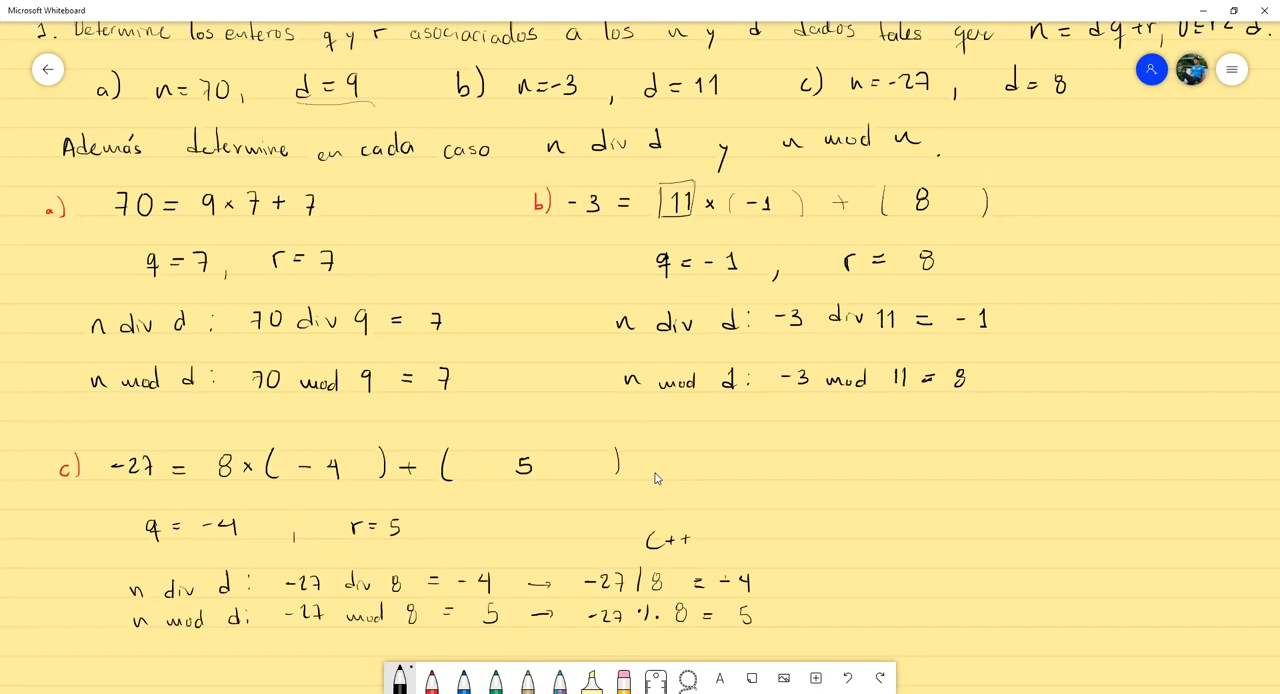 Microsoft Whiteboard
1. Determine los enteros q y r asociaciados a los n y d dados tales que n = dq+r, 0≤r<d.
a) n=70, d=9 b) n=-3, d=11 c) n=-27, d=8
Además determine en cada caso n div d y n mod n.
a) 70 = 9 × 7 + 7
b) -3 = 11 × (-1) + ( 8 )
q = 7, r = 7
q = -1, r = 8
n div d: 70 div 9 = 7
n div d: -3 div 11 = -1
n mod d: 70 mod 9 = 7
n mod d: -3 mod 11 = 8
c) -27 = 8 × ( -4 ) + ( 5 )
q = -4, r = 5
C++
n div d: -27 div 8 = -4 → -27 / 8 = -4
n mod d: -27 mod 8 = 5 → -27 % 8 = 5
A